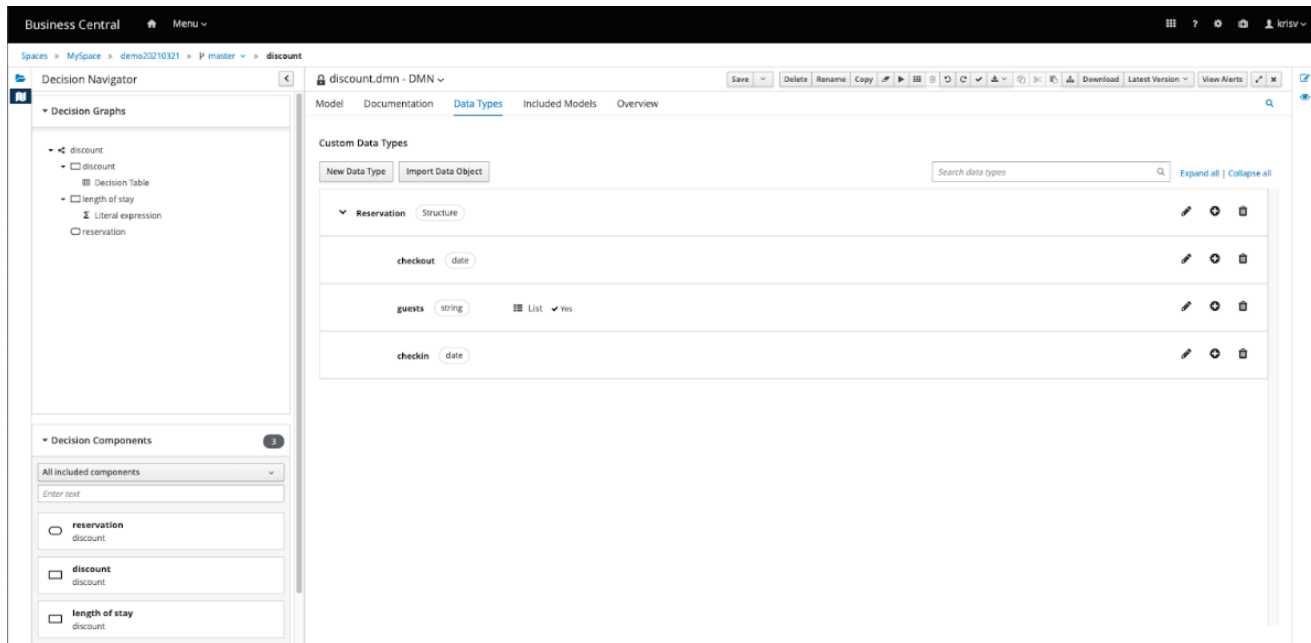 Business Central Menu ? krisv
Spaces » MySpace » demo20210321 » master » discount
Decision Navigator
Decision Graphs
discount
discount
Decision Table
length of stay
Σ Literal expression
reservation
Decision Components 3
All included components
Enter text
reservation
discount
discount
discount
length of stay
discount
discount.dmn - DMN
Save Delete Rename Copy Download Latest Version View Alerts
Model Documentation Data Types Included Models Overview
Custom Data Types
New Data Type Import Data Object Search data types Expand all | Collapse all
Reservation Structure
checkout date
guests string List Yes
checkin date